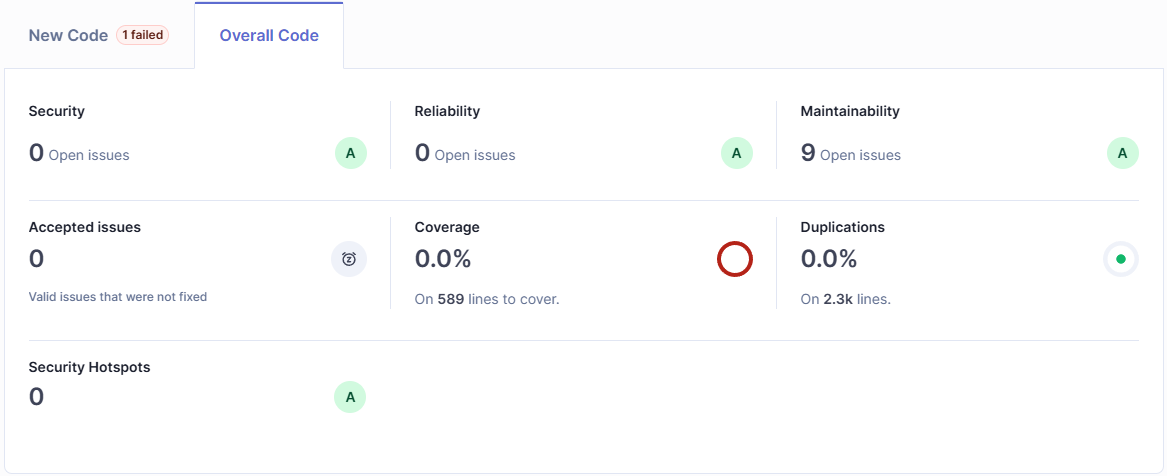 New Code 1 failed Overall Code
Security Reliability Maintainability
0 Open issues A 0 Open issues A 9 Open issues A
Accepted issues Coverage Duplications
0 0.0% 0.0%
Valid issues that were not fixed On 589 lines to cover. On 2.3k lines.
Security Hotspots
0 A